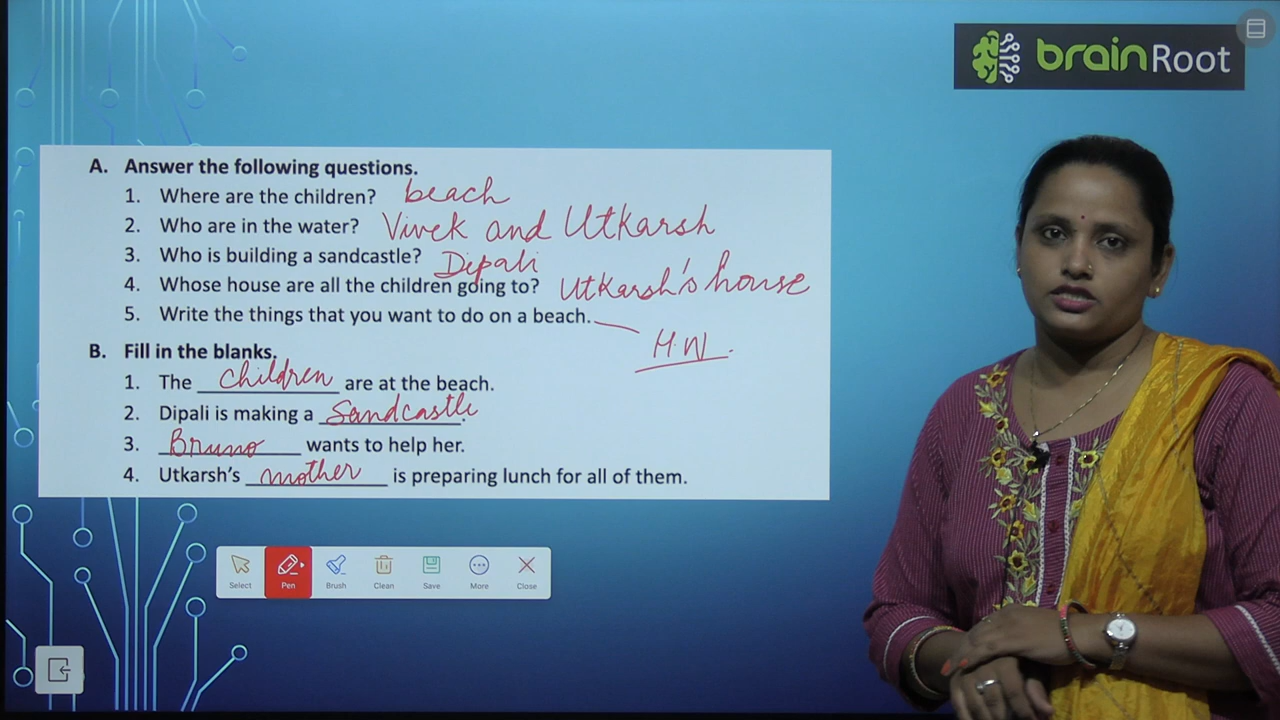 brainRoot
A. Answer the following questions.
1. Where are the children? beach
2. Who are in the water? Vivek and Utkarsh
3. Who is building a sandcastle? Dipali
4. Whose house are all the children going to? Utkarsh's house
5. Write the things that you want to do on a beach.
H.W.
B. Fill in the blanks.
1. The children are at the beach.
2. Dipali is making a Sandcastle.
3. Bruno wants to help her.
4. Utkarsh's mother is preparing lunch for all of them.
Select Pen Brush Clean Save More Close